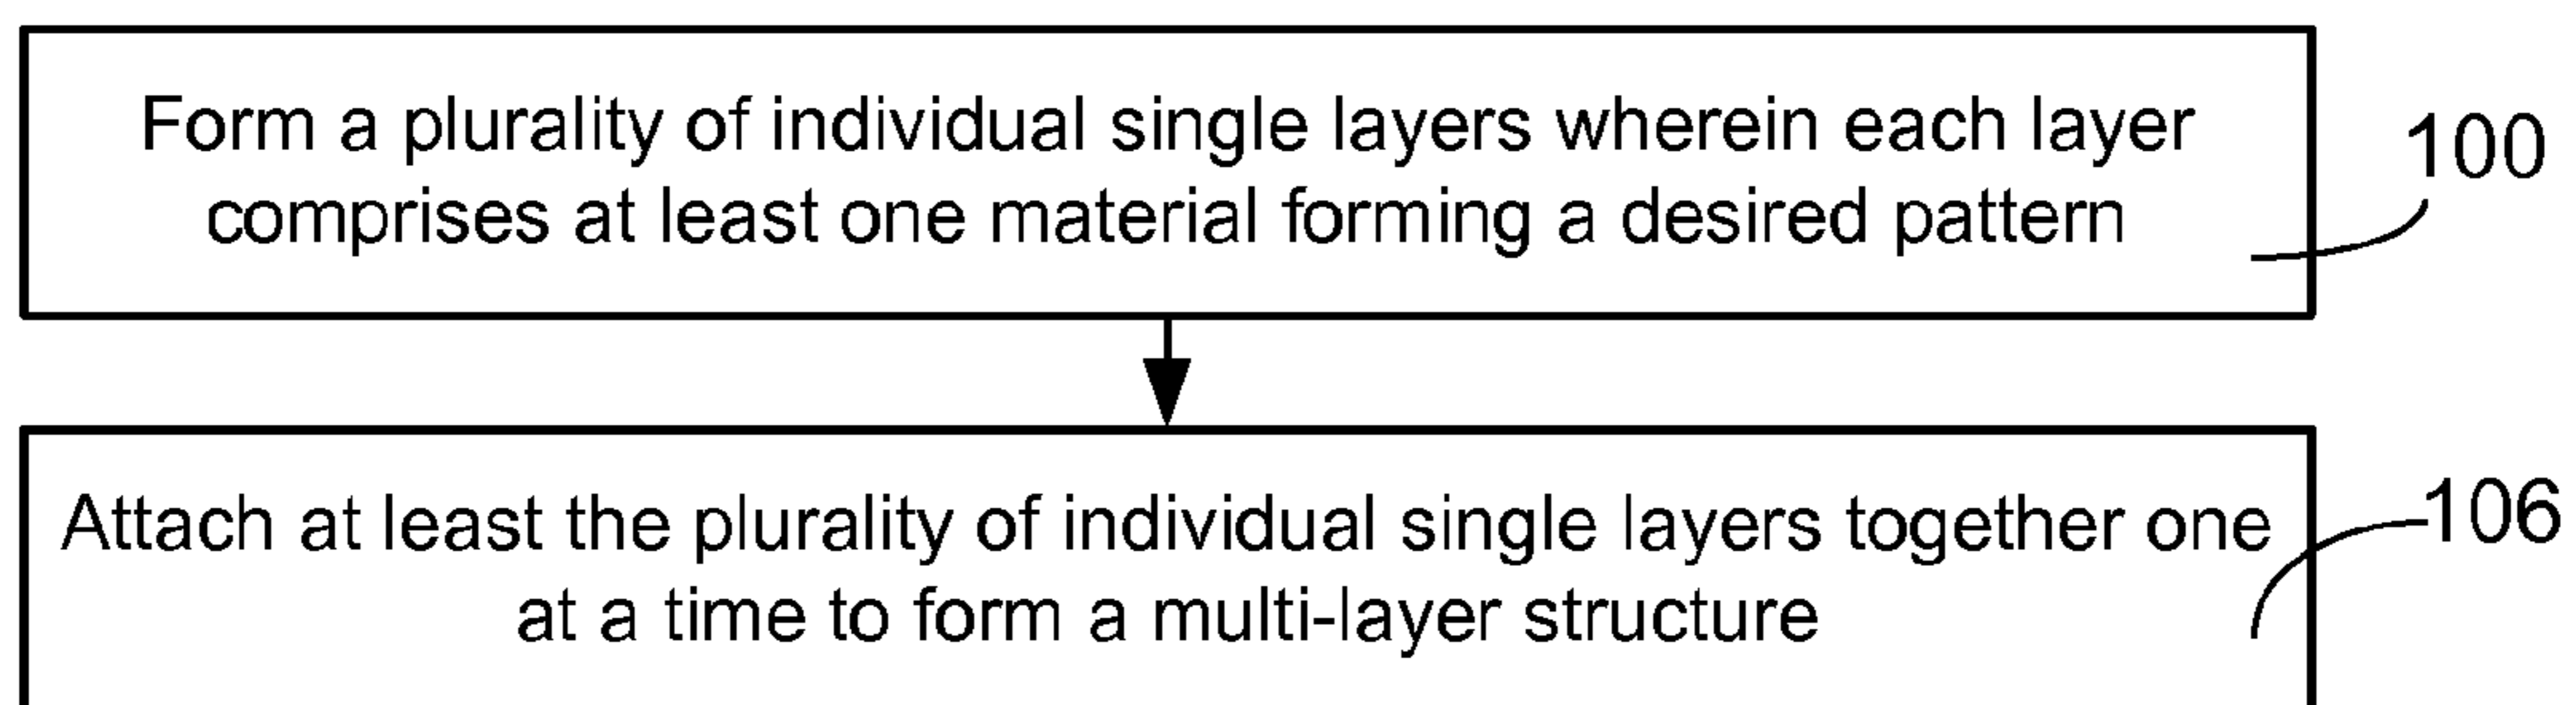 Form a plurality of individual single layers wherein each layer
comprises at least one material forming a desired pattern
100
Attach at least the plurality of individual single layers together one
at a time to form a multi-layer structure
106